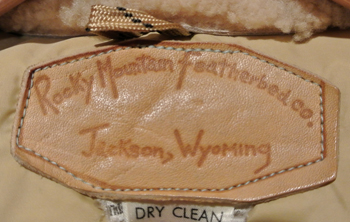 Rocky Mountain Featherbed co.
Jackson, Wyoming
DRY CLEAN